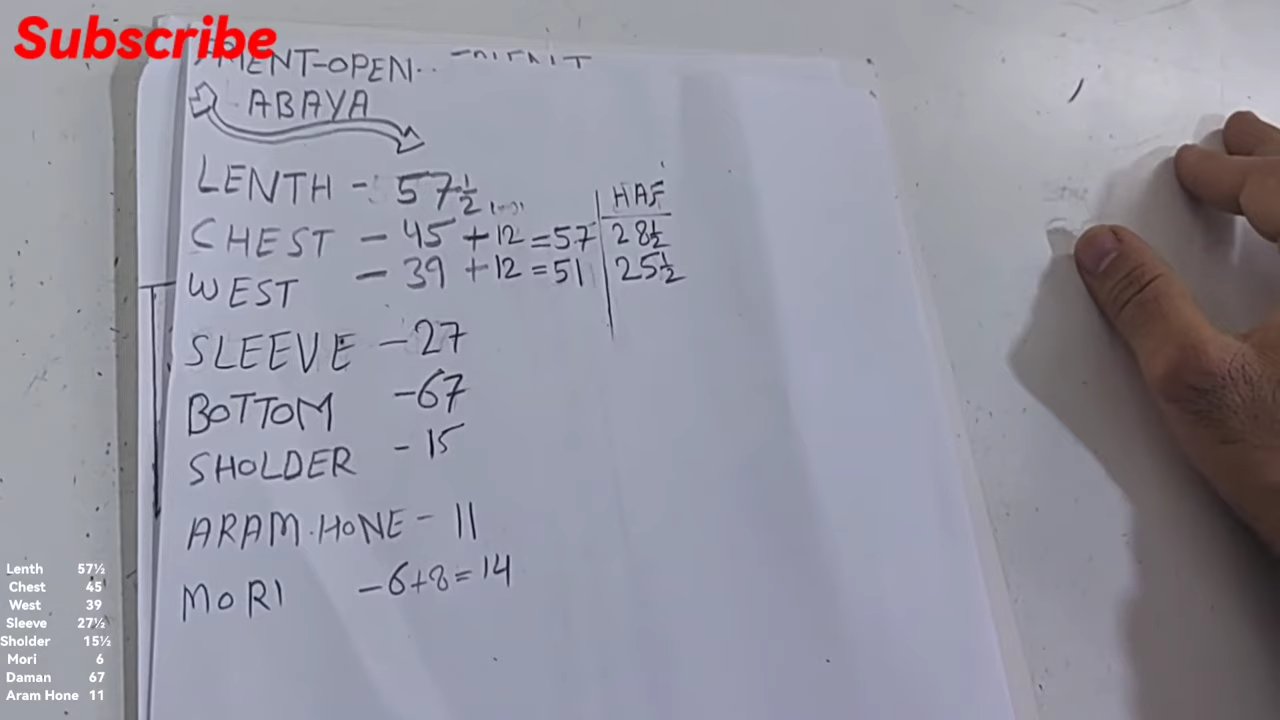 Subscribe
MENT-OPEN..
ABAYA
LENTH - 57½
HAF
CHEST - 45 +12 =57 28½
WEST - 39 +12 =51 25½
SLEEVE -27
BOTTOM -67
SHOLDER - 15
ARAM.HONE - 11
MORI -6+8=14
Lenth 57½
Chest 45
West 39
Sleeve 27½
Sholder 15½
Mori 6
Daman 67
Aram Hone 11